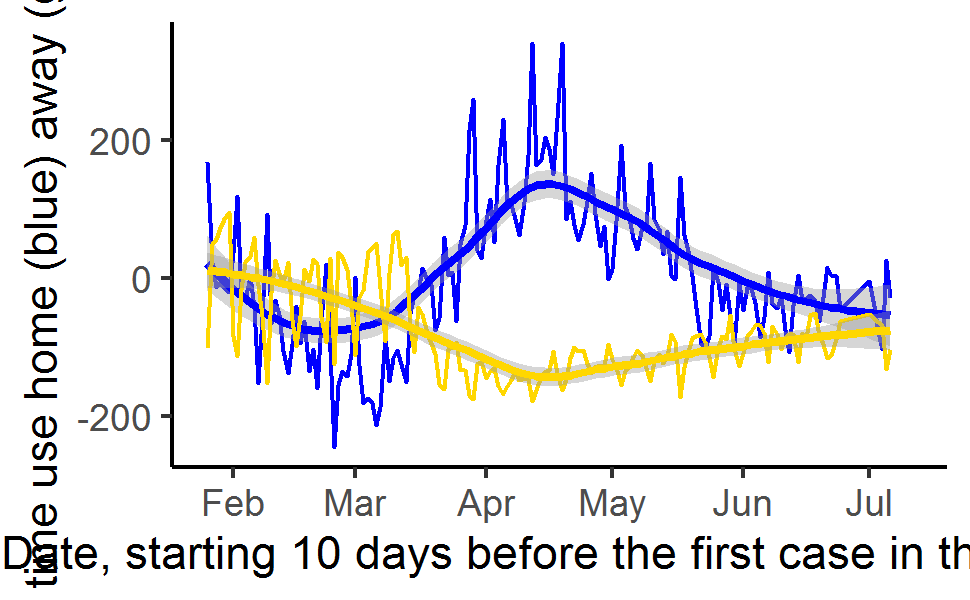 time use home (blue) away (
200
0
-200
Feb Mar Apr May Jun Jul
Date, starting 10 days before the first case in th